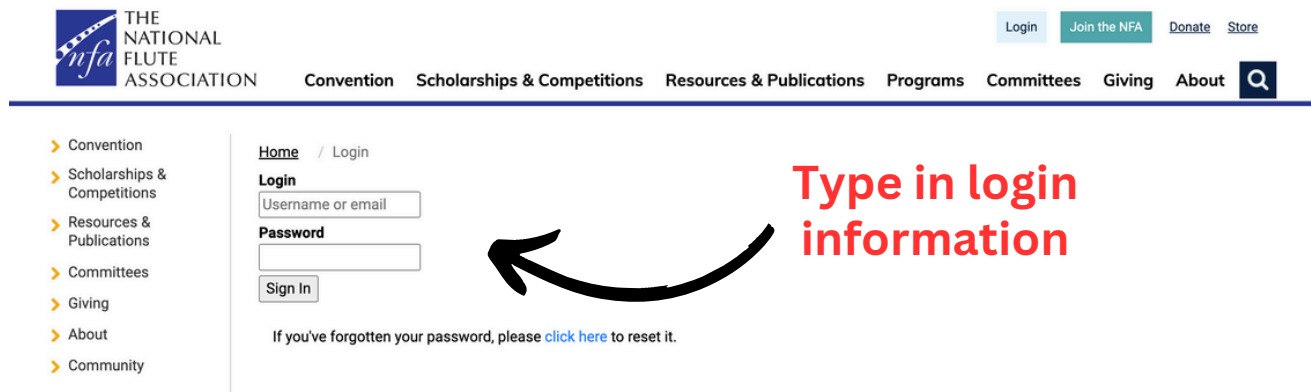 THE
NATIONAL
FLUTE
ASSOCIATION
nfa
Login Join the NFA Donate Store
Convention Scholarships & Competitions Resources & Publications Programs Committees Giving About
Convention
Scholarships &
Competitions
Resources &
Publications
Committees
Giving
About
Community
Home / Login
Login
Username or email
Password
Sign In
If you've forgotten your password, please click here to reset it.
Type in login
information